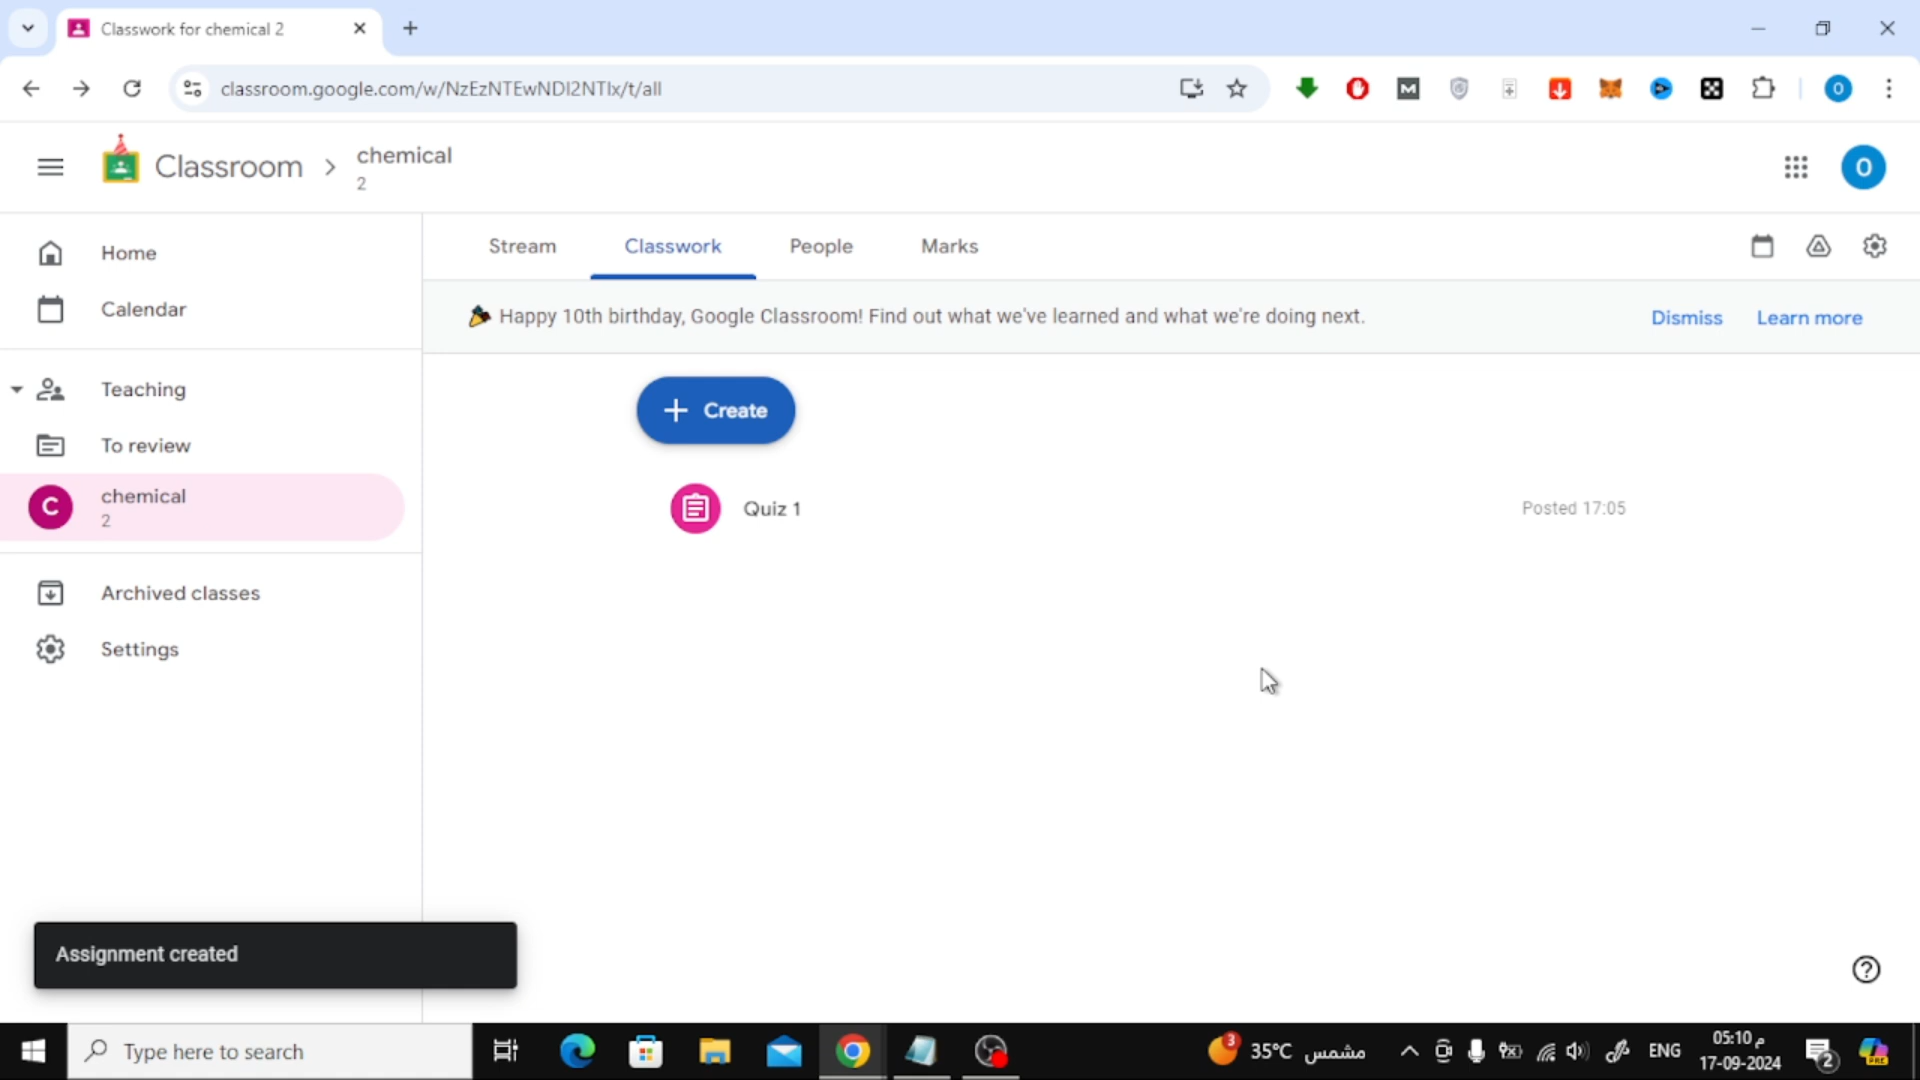 Classwork for chemical 2
classroom.google.com/w/NzEzNTEwNDI2NTIx/t/all
O
Classroom > chemical
2
O
Home
Calendar
Teaching
To review
C
chemical
2
Archived classes
Settings
Stream
Classwork
People
Marks
Happy 10th birthday, Google Classroom! Find out what we've learned and what we're doing next.
Dismiss
Learn more
+ Create
Quiz 1
Posted 17:05
Assignment created
Type here to search
3
35°C مشمس
ENG
05:10 م
17-09-2024
2
PRE